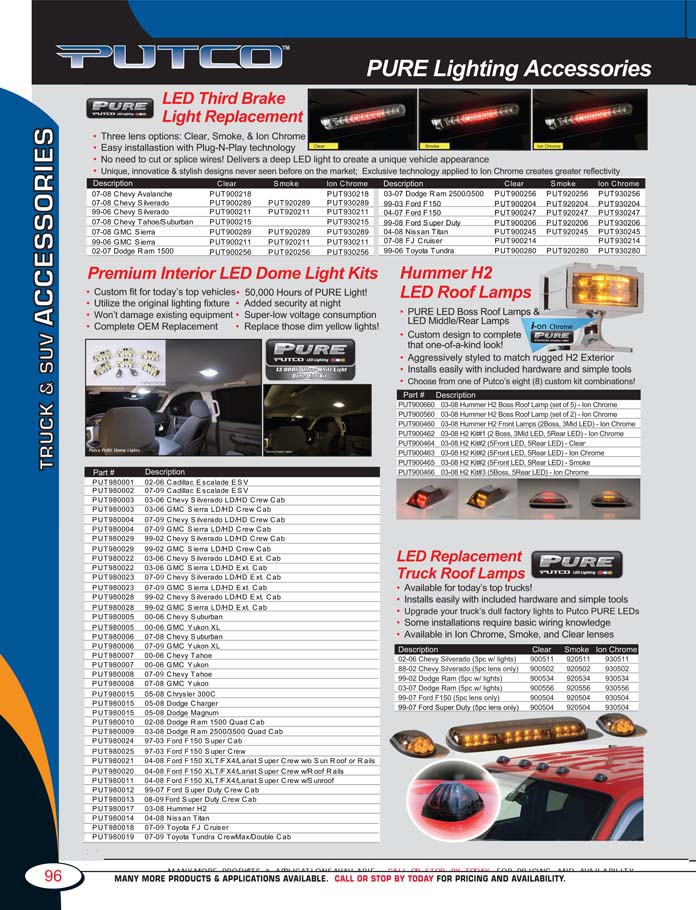 PUTCO™
PURE Lighting Accessories
TRUCK & SUV ACCESSORIES
PURE
PUTCO LED Lighting
LED Third Brake
Light Replacement
Clear
Smoke
Ion Chrome
• Three lens options: Clear, Smoke, & Ion Chrome
• Easy installastion with Plug-N-Play technology
• No need to cut or splice wires! Delivers a deep LED light to create a unique vehicle appearance
• Unique, innovatice & stylish designs never seen before on the market; Exclusive technology applied to Ion Chrome creates greater reflectivity
Description Clear Smoke Ion Chrome
07-08 Chevy Avalanche PUT900218 PUT930218
07-08 Chevy Silverado PUT900289 PUT920289 PUT930289
99-06 Chevy Silverado PUT900211 PUT920211 PUT930211
07-08 Chevy Tahoe/Suburban PUT900215 PUT930215
07-08 GMC Sierra PUT900289 PUT920289 PUT930289
99-06 GMC Sierra PUT900211 PUT920211 PUT930211
02-07 Dodge Ram 1500 PUT900256 PUT920256 PUT930256
Description Clear Smoke Ion Chrome
03-07 Dodge Ram 2500/3500 PUT900256 PUT920256 PUT930256
99-03 Ford F150 PUT900204 PUT920204 PUT930204
04-07 Ford F150 PUT900247 PUT920247 PUT930247
99-08 Ford Super Duty PUT900206 PUT920206 PUT930206
04-08 Nissan Titan PUT900245 PUT920245 PUT930245
07-08 FJ Cruiser PUT900214 PUT930214
99-06 Toyota Tundra PUT900280 PUT920280 PUT930280
Premium Interior LED Dome Light Kits
• Custom fit for today's top vehicles
• Utilize the original lighting fixture
• Won't damage existing equipment
• Complete OEM Replacement
• 50,000 Hours of PURE Light!
• Added security at night
• Super-low voltage consumption
• Replace those dim yellow lights!
PURE
PUTCO LED Lighting
12,000K Ultra White Light
Dome Light Kit
PUTCO
Putco PURE Dome Lights
Part # Description
PUT980001 02-06 Cadillac Escalade ESV
PUT980002 07-09 Cadillac Escalade ESV
PUT980003 03-06 Chevy Silverado LD/HD Crew Cab
PUT980003 03-06 GMC Sierra LD/HD Crew Cab
PUT980004 07-09 Chevy Silverado LD/HD Crew Cab
PUT980004 07-09 GMC Sierra LD/HD Crew Cab
PUT980029 99-02 Chevy Silverado LD/HD Crew Cab
PUT980029 99-02 GMC Sierra LD/HD Crew Cab
PUT980022 03-06 Chevy Silverado LD/HD Ext. Cab
PUT980022 03-06 GMC Sierra LD/HD Ext. Cab
PUT980023 07-09 Chevy Silverado LD/HD Ext. Cab
PUT980023 07-09 GMC Sierra LD/HD Ext. Cab
PUT980028 99-02 Chevy Silverado LD/HD Ext. Cab
PUT980028 99-02 GMC Sierra LD/HD Ext. Cab
PUT980005 00-06 Chevy Suburban
PUT980005 00-06 GMC Yukon XL
PUT980006 07-08 Chevy Suburban
PUT980006 07-09 GMC Yukon XL
PUT980007 00-06 Chevy Tahoe
PUT980007 00-06 GMC Yukon
PUT980008 07-09 Chevy Tahoe
PUT980008 07-08 GMC Yukon
PUT980015 05-08 Chrysler 300C
PUT980015 05-08 Dodge Charger
PUT980015 05-08 Dodge Magnum
PUT980010 02-08 Dodge Ram 1500 Quad Cab
PUT980009 03-08 Dodge Ram 2500/3500 Quad Cab
PUT980024 97-03 Ford F150 Super Cab
PUT980025 97-03 Ford F150 Super Crew
PUT980021 04-08 Ford F150 XLT/FX4/Lariat Super Crew w/o Sun Roof or Rails
PUT980020 04-08 Ford F150 XLT/FX4/Lariat Super Crew w/Roof Rails
PUT980011 04-08 Ford F150 XLT/FX4/Lariat Super Crew w/Sunroof
PUT980012 99-07 Ford Super Duty Crew Cab
PUT980013 08-09 Ford Super Duty Crew Cab
PUT980017 03-08 Hummer H2
PUT980014 04-08 Nissan Titan
PUT980018 07-09 Toyota FJ Cruiser
PUT980019 07-09 Toyota Tundra CrewMax/Double Cab
Hummer H2
LED Roof Lamps
• PURE LED Boss Roof Lamps &
LED Middle/Rear Lamps
• Custom design to complete
that one-of-a-kind look!
• Aggressively styled to match rugged H2 Exterior
• Installs easily with included hardware and simple tools
• Choose from one of Putco's eight (8) custom kit combinations!
i-on Chrome
Part # Description
PUT900660 03-08 Hummer H2 Boss Roof Lamp (set of 5) - Ion Chrome
PUT900560 03-08 Hummer H2 Boss Roof Lamp (set of 2) - Ion Chrome
PUT900460 03-08 Hummer H2 Front Lamps (2Boss, 3Mid LED) - Ion Chrome
PUT900462 03-08 H2 Kit#1 (2 Boss, 3Mid LED, 5Rear LED) - Ion Chrome
PUT900464 03-08 H2 Kit#2 (5Front LED, 5Rear LED) - Clear
PUT900463 03-08 H2 Kit#2 (5Front LED, 5Rear LED) - Ion Chrome
PUT900465 03-08 H2 Kit#2 (5Front LED, 5Rear LED) - Smoke
PUT900466 03-08 H2 Kit#3 (5Boss, 5Rear LED) - Ion Chrome
LED Replacement
Truck Roof Lamps
PURE
PUTCO LED Lighting
• Available for today's top trucks!
• Installs easily with included hardware and simple tools
• Upgrade your truck's dull factory lights to Putco PURE LEDs
• Some installations require basic wiring knowledge
• Available in Ion Chrome, Smoke, and Clear lenses
Description Clear Smoke Ion Chrome
02-06 Chevy Silverado (3pc w/ lights) 900511 920511 930511
88-02 Chevy Silverado (5pc lens only) 900502 920502 930502
99-02 Dodge Ram (5pc w/ lights) 900534 920534 930534
03-07 Dodge Ram (5pc w/ lights) 900556 920556 930556
99-07 Ford F150 (5pc lens only) 900504 920504 930504
99-07 Ford Super Duty (5pc lens only) 900504 920504 930504
96
MANY MORE PRODUCTS & APPLICATIONS AVAILABLE. CALL OR STOP BY TODAY FOR PRICING AND AVAILABILITY.
MANY MORE PRODUCTS & APPLICATIONS AVAILABLE. CALL OR STOP BY TODAY FOR PRICING AND AVAILABILITY.